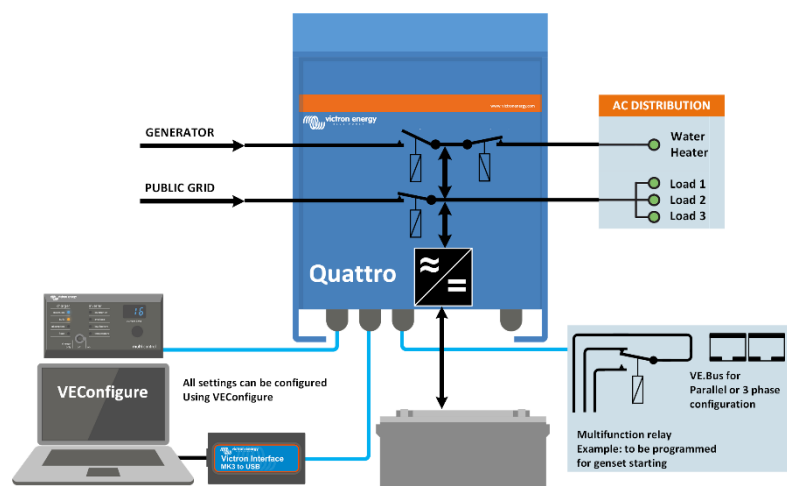 www.victronenergy.com
victron energy
AC DISTRIBUTION
GENERATOR
Water
Heater
PUBLIC GRID
Load 1
Load 2
Load 3
Quattro
16
VEConfigure
All settings can be configured
Using VEConfigure
Victron Interface
MK3 to USB
VE.Bus for
Parallel or 3 phase
configuration
Multifunction relay
Example: to be programmed
for genset starting